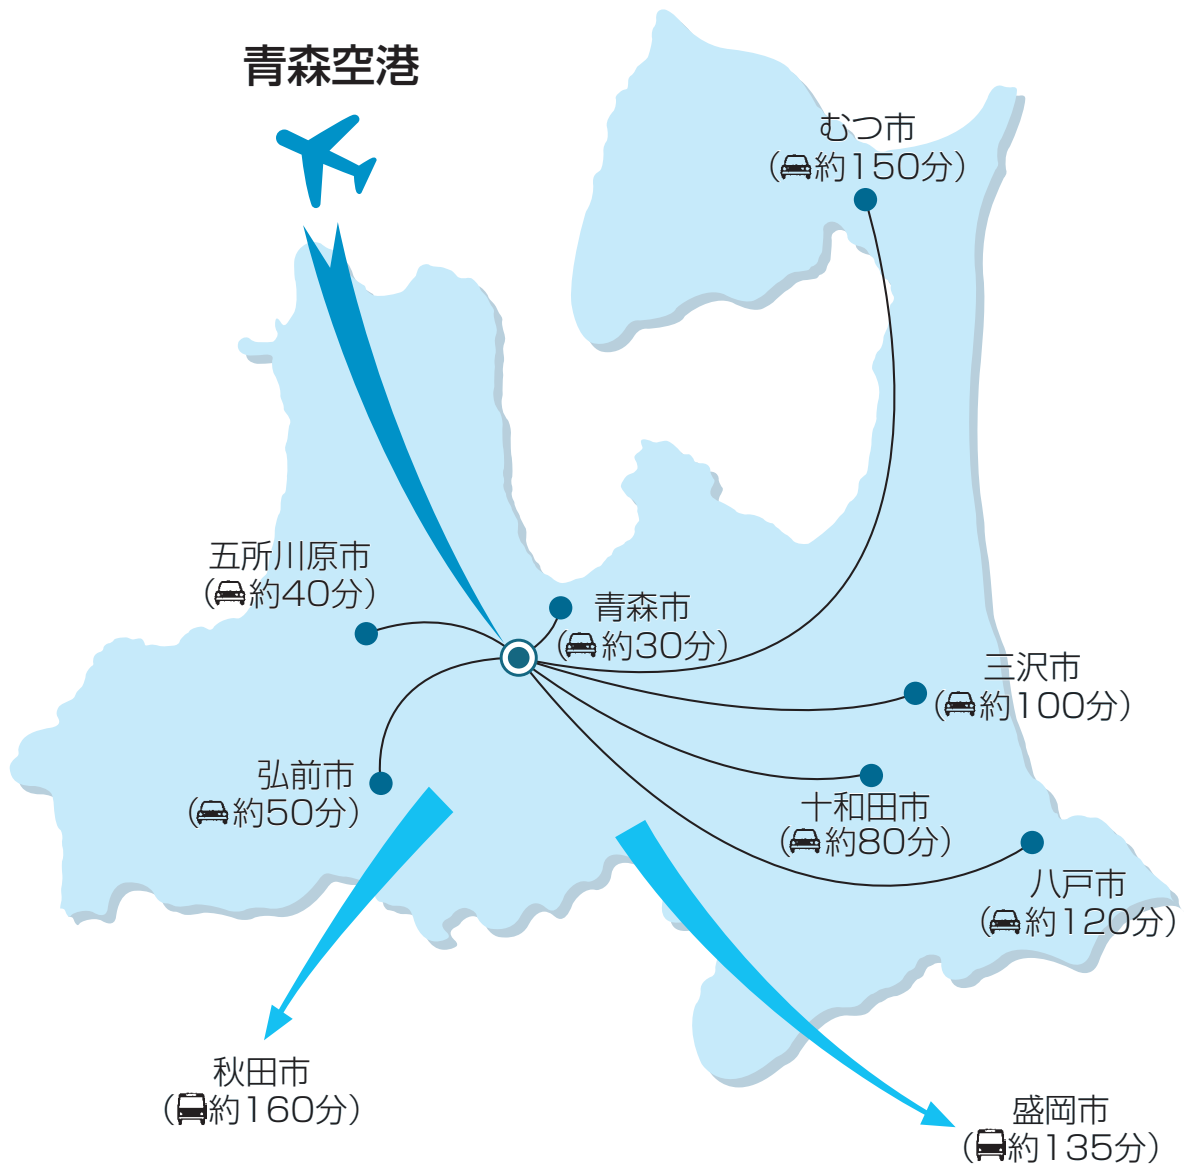 青森空港
むつ市
（約150分）
五所川原市
（約40分）
青森市
（約30分）
三沢市
（約100分）
弘前市
（約50分）
十和田市
（約80分）
八戸市
（約120分）
秋田市
（約160分）
盛岡市
（約135分）